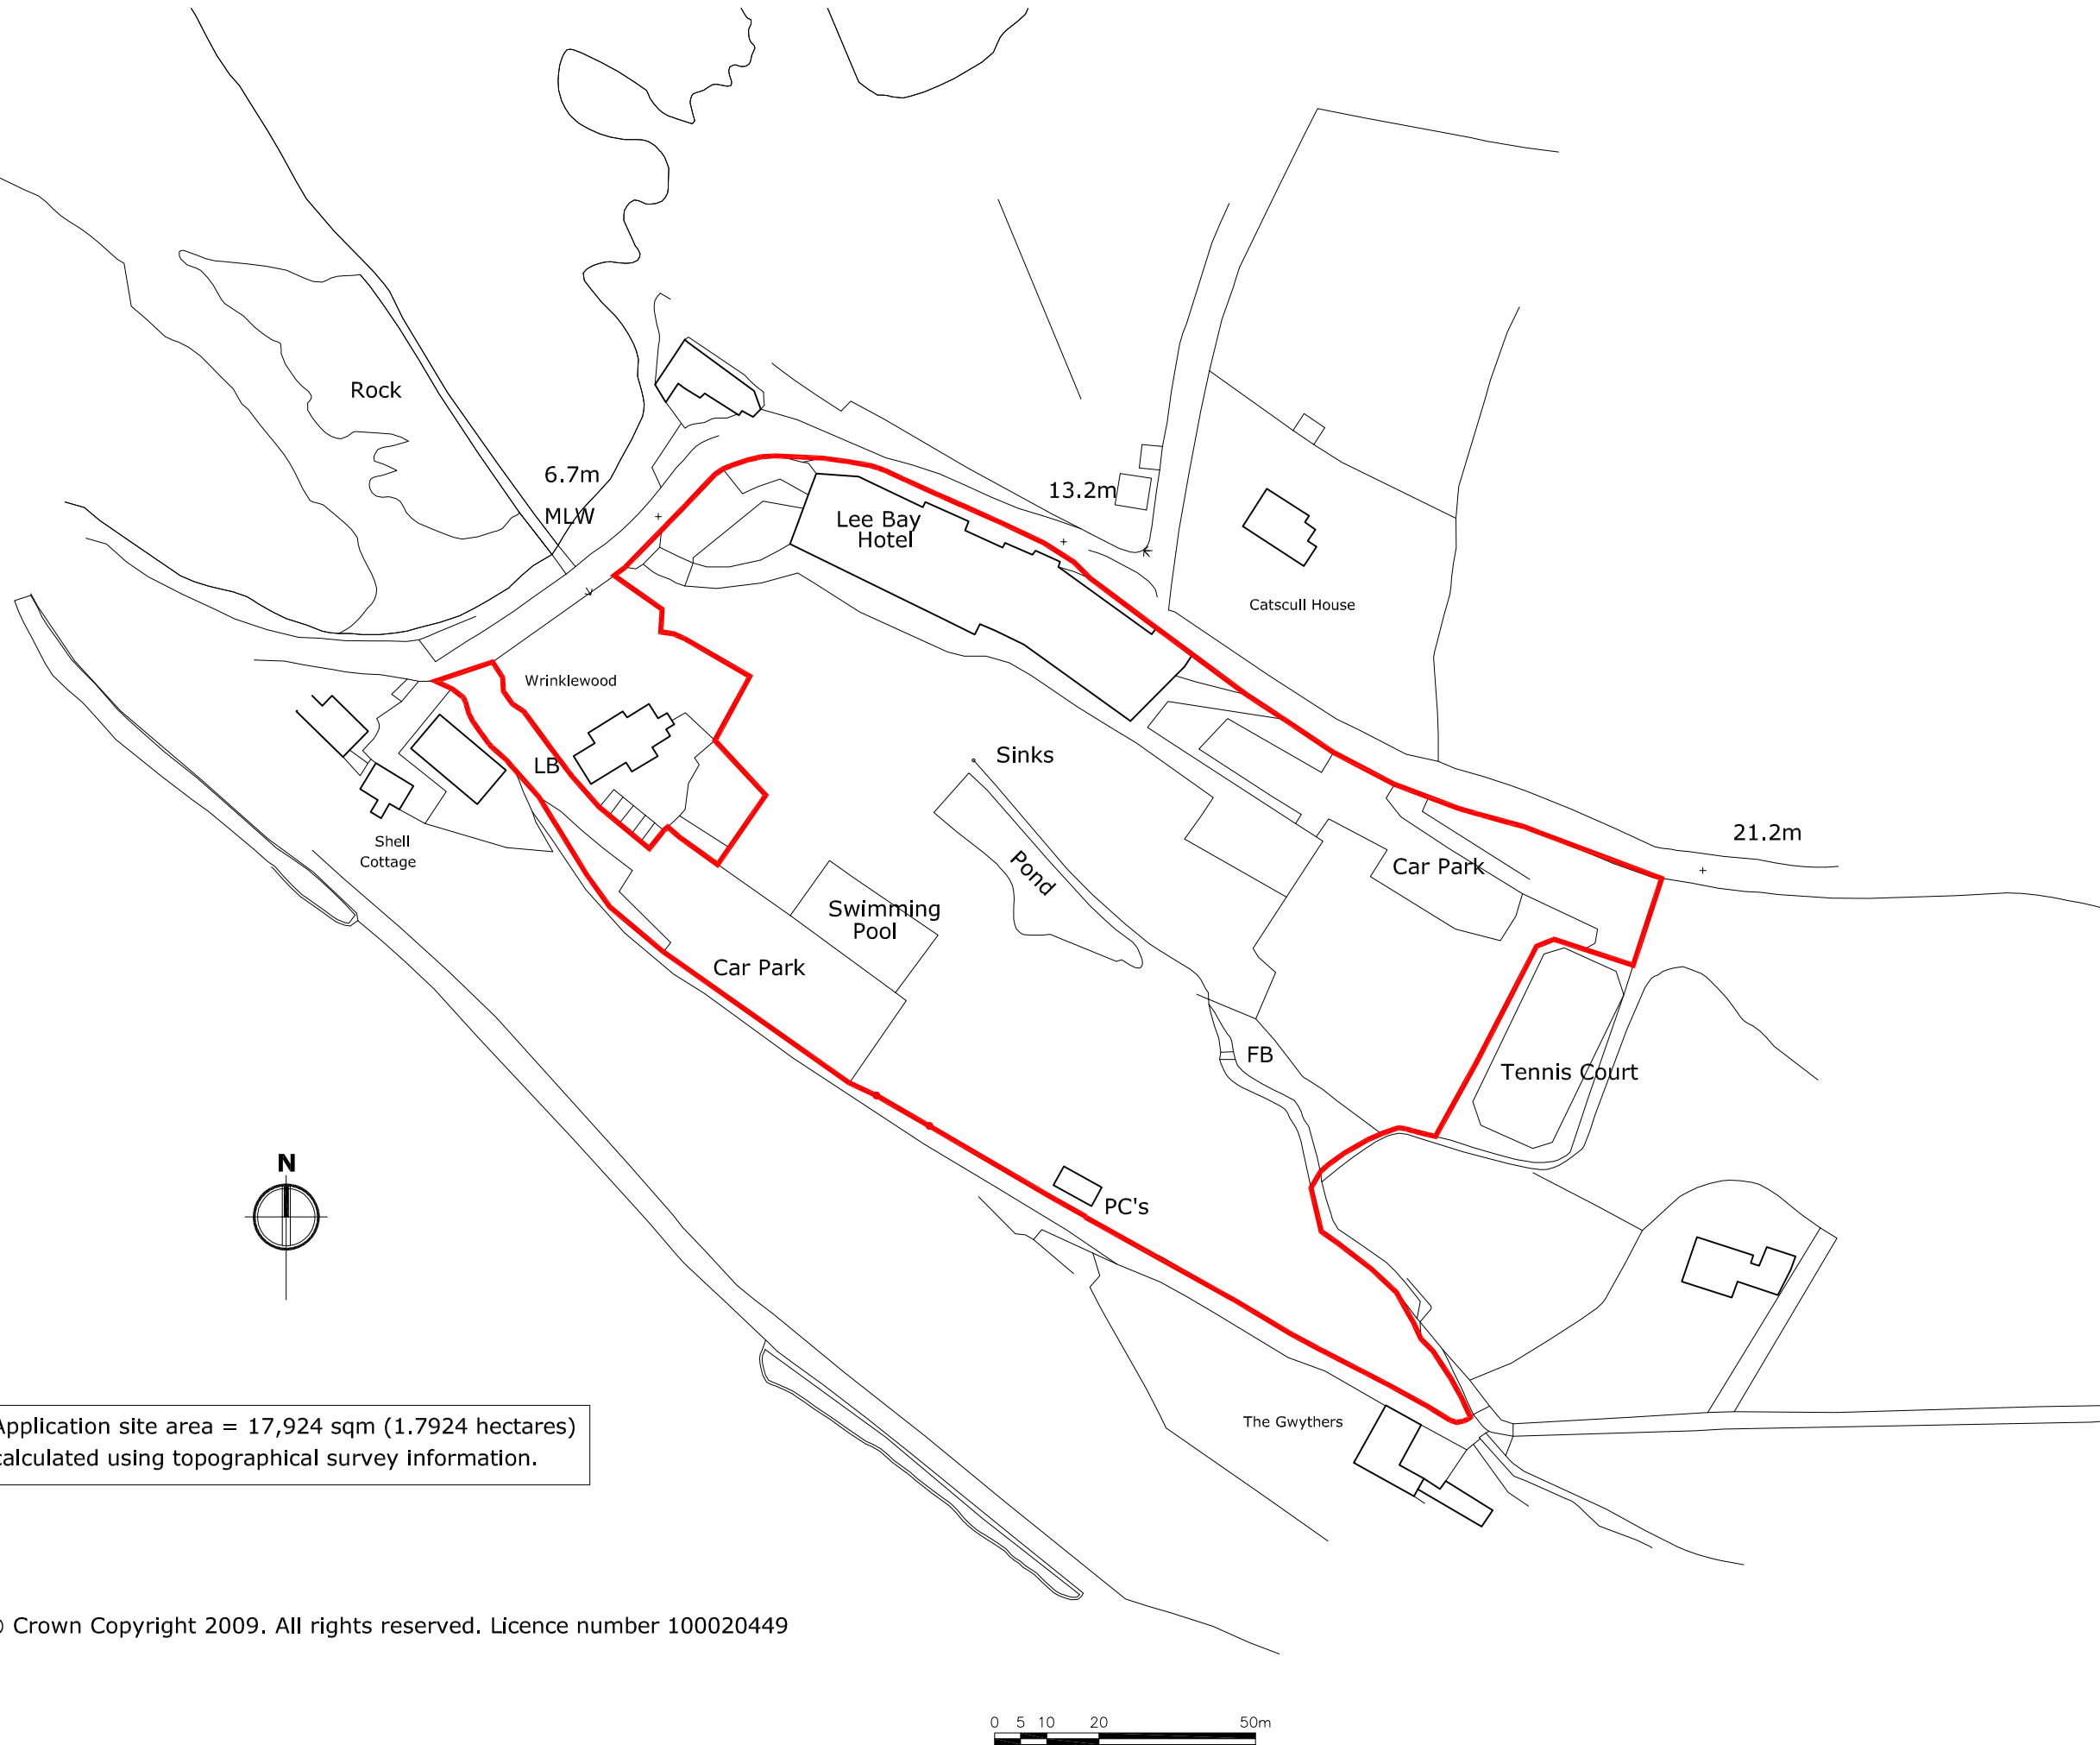 Rock
6.7m
MLW
13.2m
Lee Bay
Hotel
Catscull House
Wrinklewood
Sinks
LB
Shell
Cottage
21.2m
Car Park
Pond
Swimming
Pool
Car Park
FB
Tennis Court
N
PC's
The Gwythers
Application site area = 17,924 sqm (1.7924 hectares)
calculated using topographical survey information.
© Crown Copyright 2009. All rights reserved. Licence number 100020449
0 5 10 20 50m